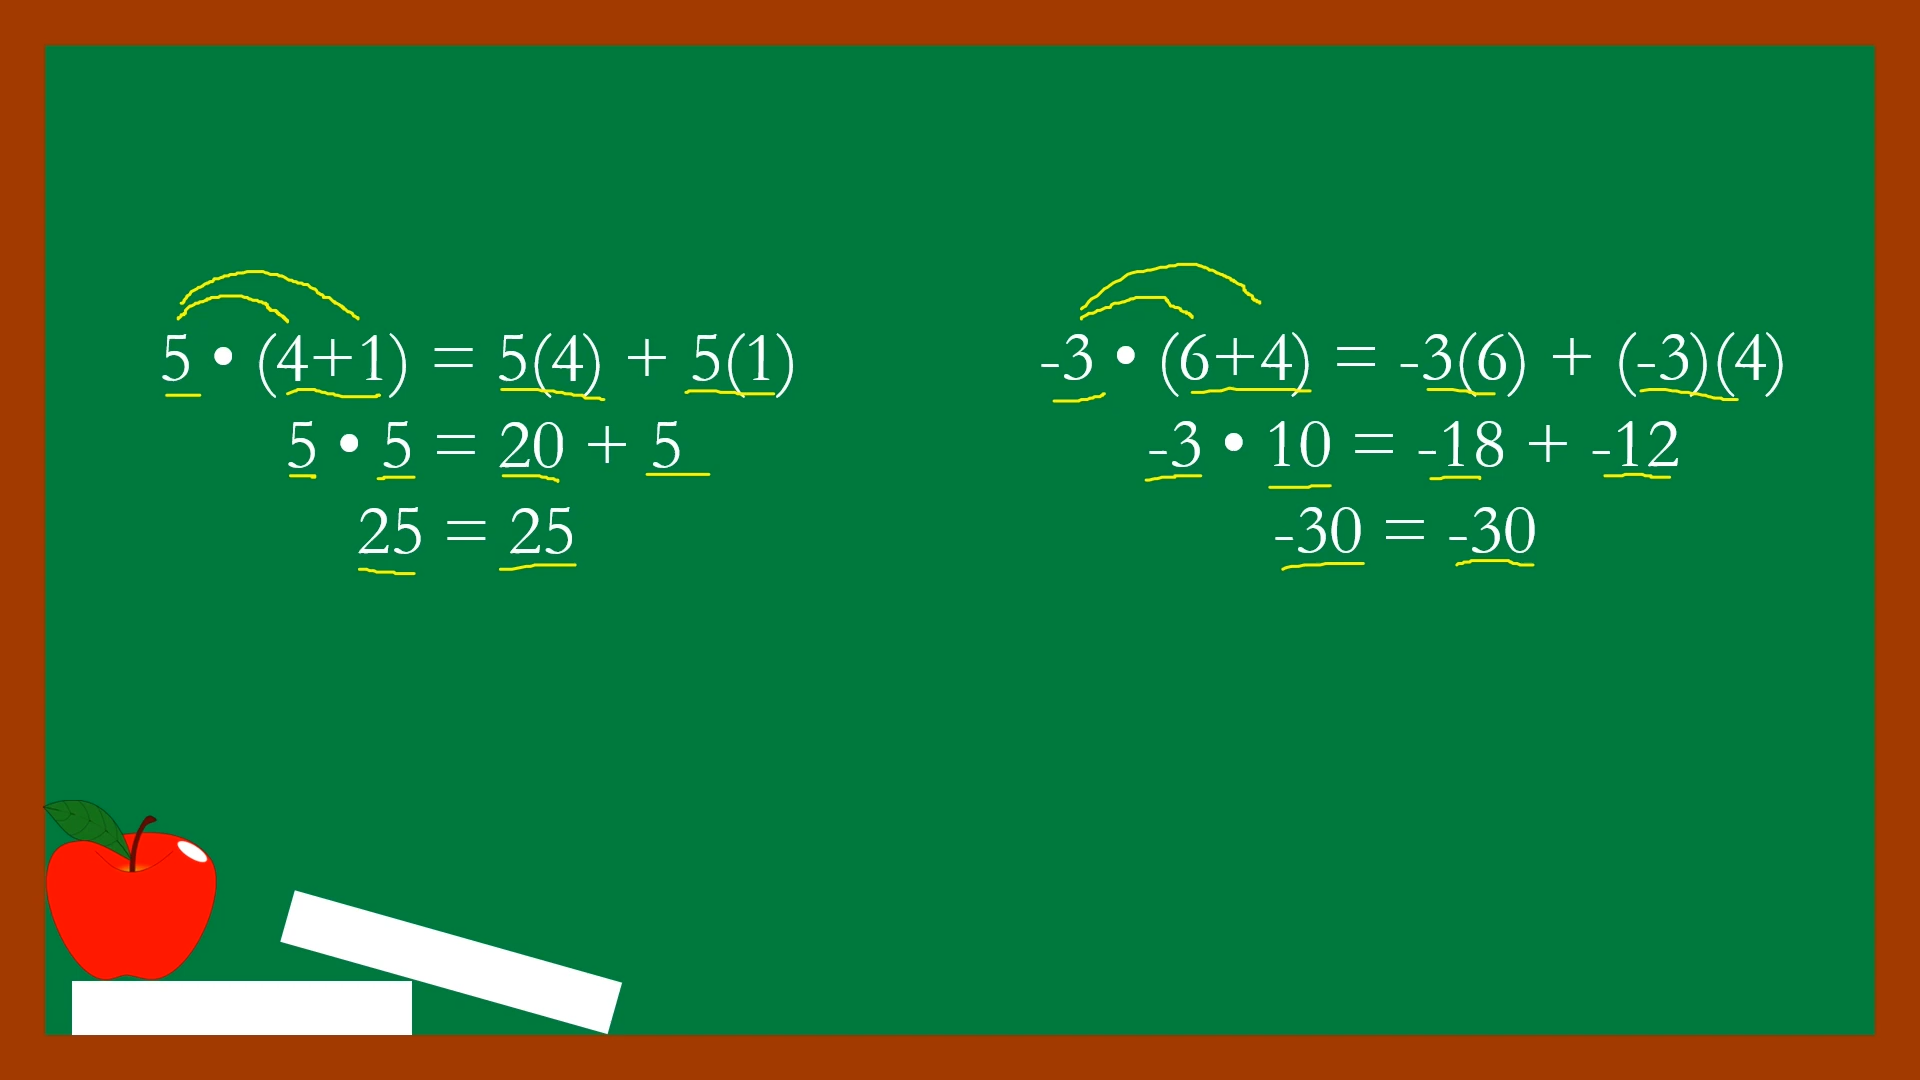 5 • (4+1) = 5(4) + 5(1)
5 • 5 = 20 + 5
25 = 25
-3 • (6+4) = -3(6) + (-3)(4)
-3 • 10 = -18 + -12
-30 = -30